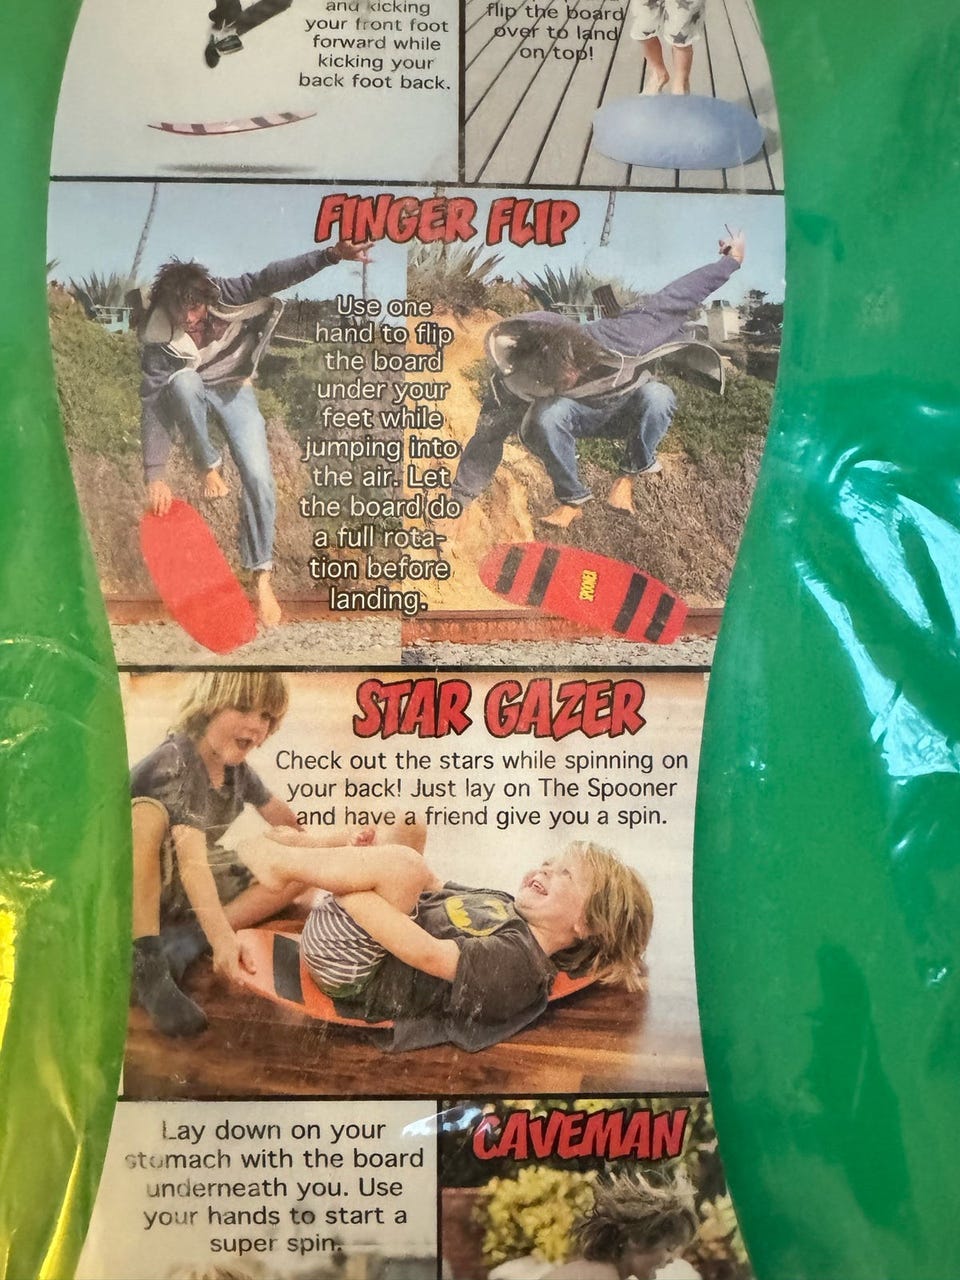 and kicking
your front foot
forward while
kicking your
back foot back.
flip the board
over to land
on top!
FINGER FLIP
Use one
hand to flip
the board
under your
feet while
jumping into
the air. Let
the board do
a full rota-
tion before
landing.
SPOONER
STAR GAZER
Check out the stars while spinning on
your back! Just lay on The Spooner
and have a friend give you a spin.
Lay down on your
stomach with the board
underneath you. Use
your hands to start a
super spin.
CAVEMAN